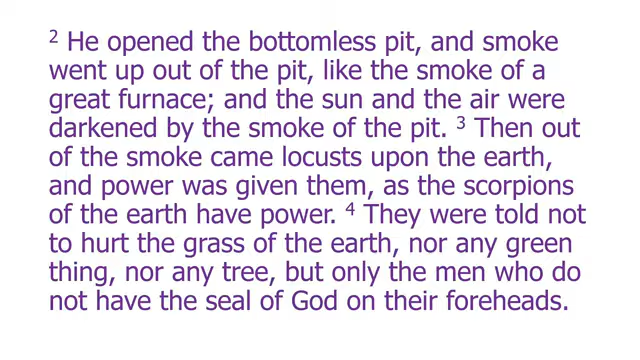 ² He opened the bottomless pit, and smoke
went up out of the pit, like the smoke of a
great furnace; and the sun and the air were
darkened by the smoke of the pit. ³ Then out
of the smoke came locusts upon the earth,
and power was given them, as the scorpions
of the earth have power. ⁴ They were told not
to hurt the grass of the earth, nor any green
thing, nor any tree, but only the men who do
not have the seal of God on their foreheads.